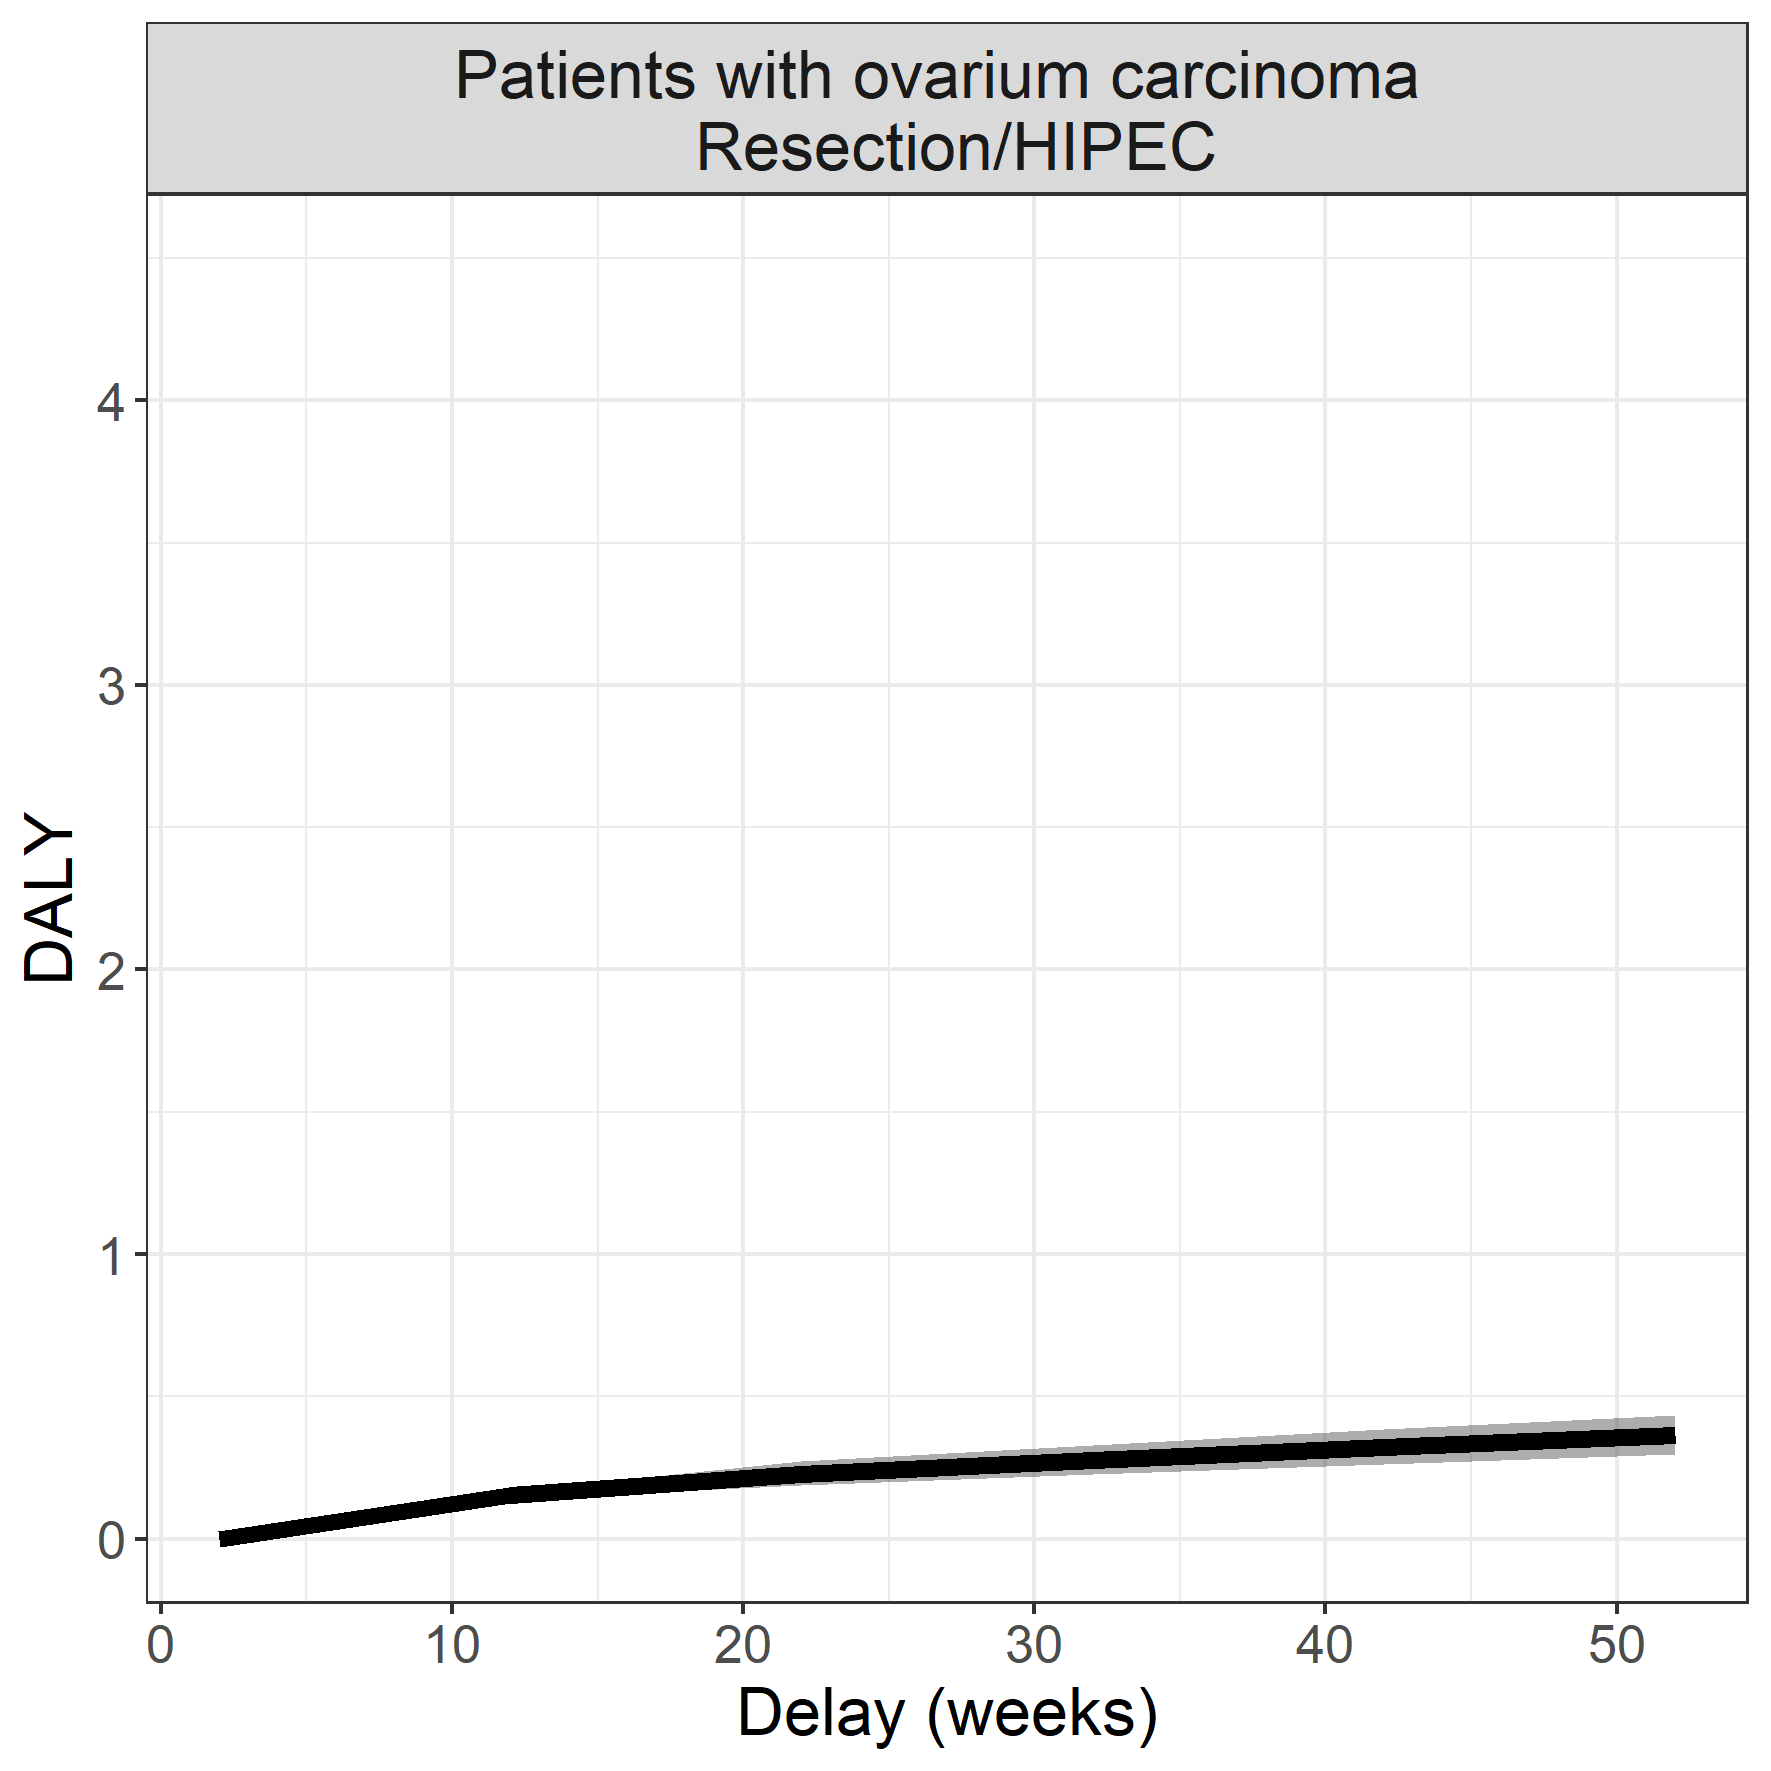 Patients with ovarium carcinoma
Resection/HIPEC
DALY
4
3
2
1
0
0 10 20 30 40 50
Delay (weeks)